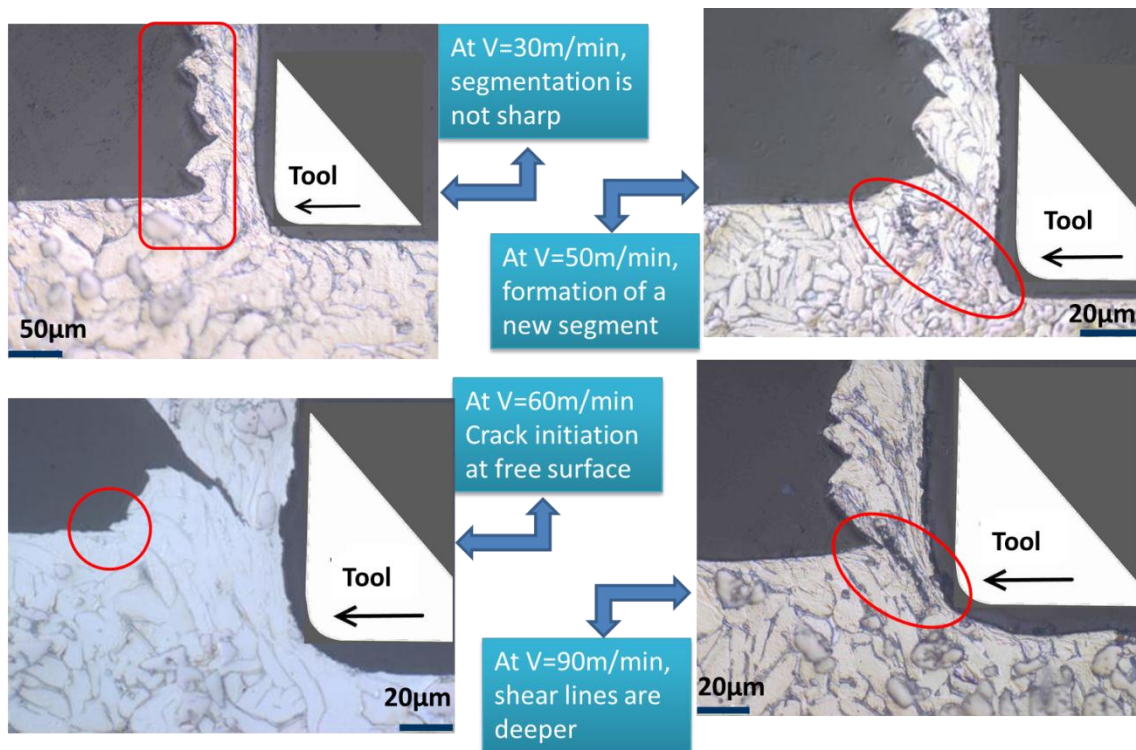 At V=30m/min,
segmentation is
not sharp
Tool
50μm
Tool
20μm
At V=50m/min,
formation of a
new segment
At V=60m/min
Crack initiation
at free surface
Tool
20μm
Tool
20μm
At V=90m/min,
shear lines are
deeper